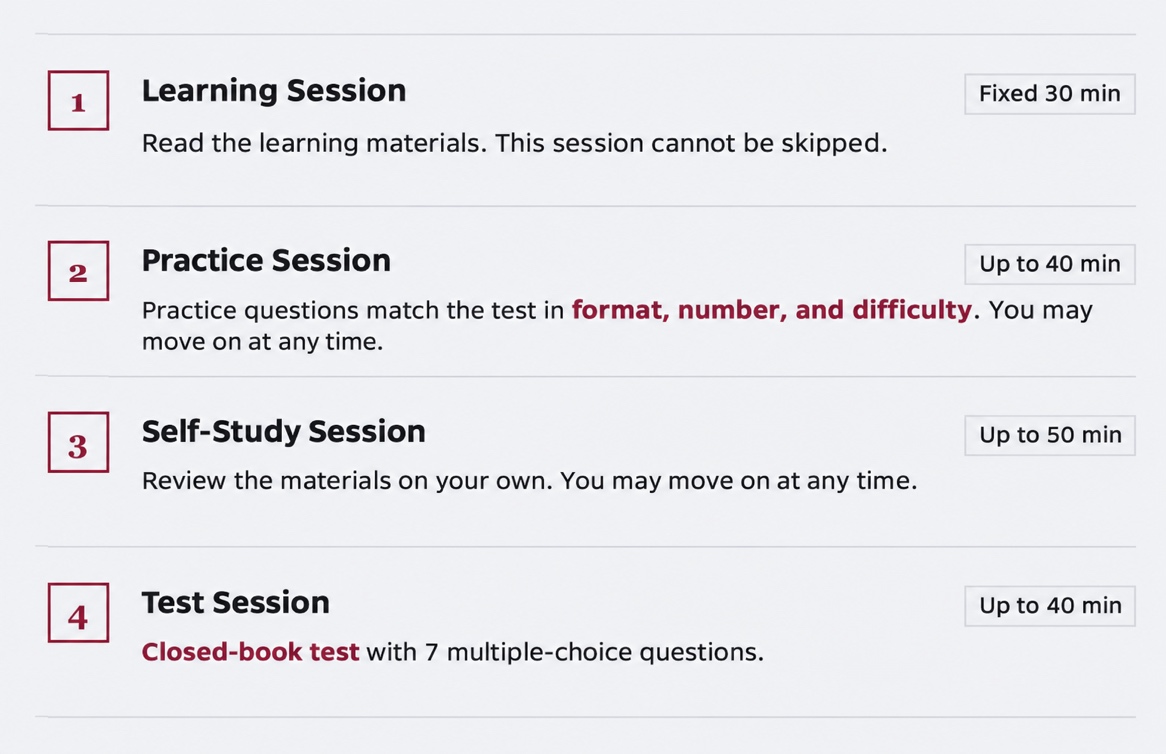 1
Learning Session
Fixed 30 min
Read the learning materials. This session cannot be skipped.
2
Practice Session
Up to 40 min
Practice questions match the test in format, number, and difficulty. You may
move on at any time.
3
Self-Study Session
Up to 50 min
Review the materials on your own. You may move on at any time.
4
Test Session
Up to 40 min
Closed-book test with 7 multiple-choice questions.